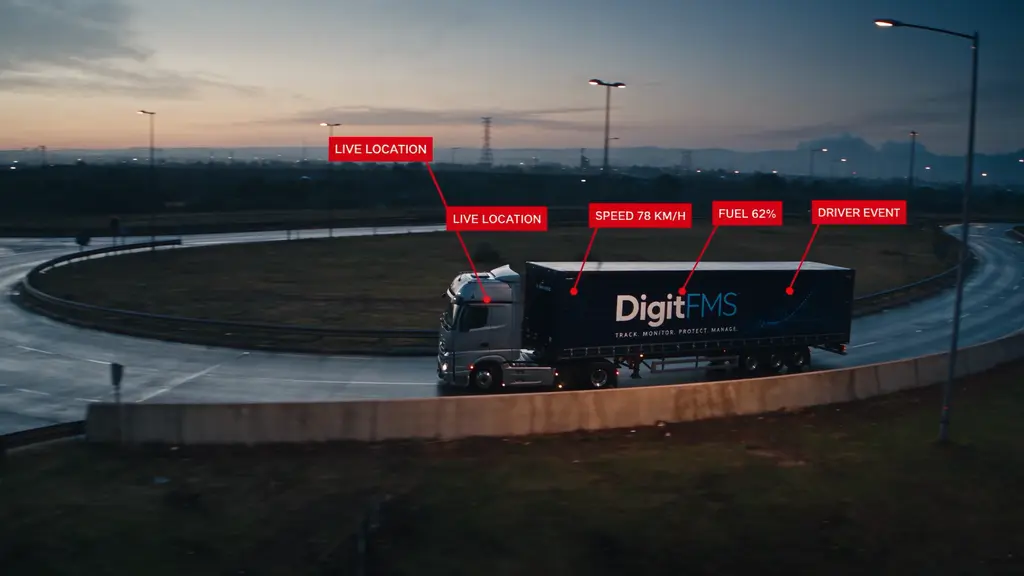 LIVE LOCATION
LIVE LOCATION
SPEED 78 KM/H
FUEL 62%
DRIVER EVENT
DigitFMS
TRACK. MONITOR. PROTECT. MANAGE.